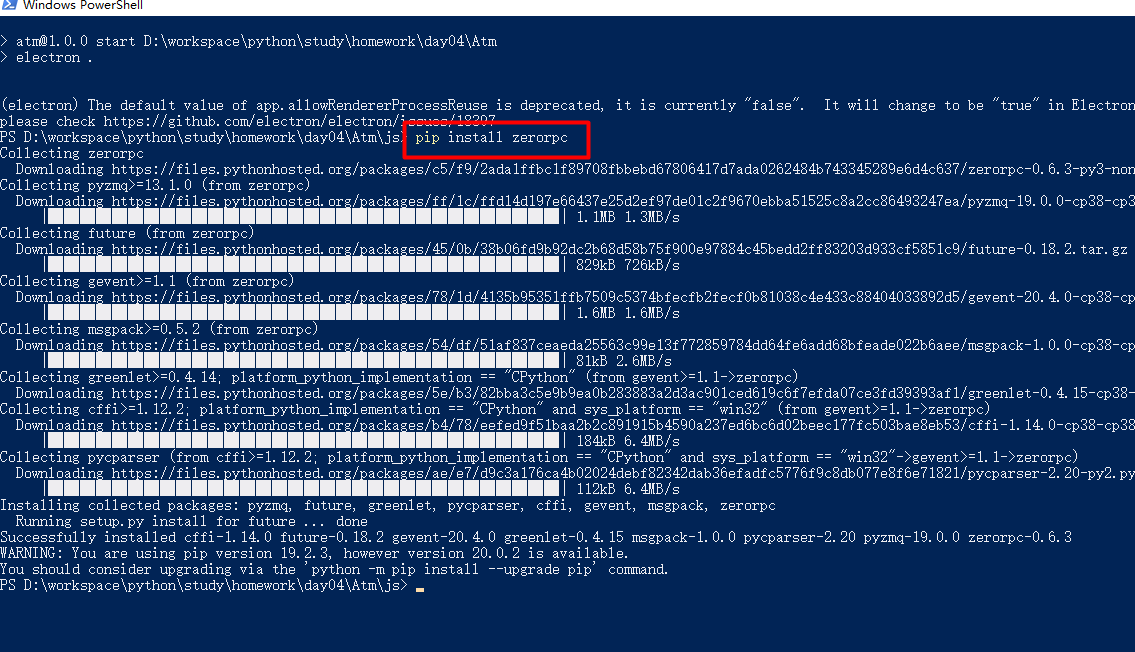 Windows PowerShell
> atm@1.0.0 start D:\workspace\python\study\homework\day04\Atm
> electron .
(electron) The default value of app.allowRendererProcessReuse is deprecated, it is currently "false".  It will change to be "true" in Electron
please check https://github.com/electron/electron/issues/18397
PS D:\workspace\python\study\homework\day04\Atm\js> pip install zerorpc
Collecting zerorpc
  Downloading https://files.pythonhosted.org/packages/c5/f9/2ada1ffbc1f89708fbbebd67806417d7ada0262484b743345289e6d4c637/zerorpc-0.6.3-py3-non
Collecting pyzmq>=13.1.0 (from zerorpc)
  Downloading https://files.pythonhosted.org/packages/ff/1c/ffd14d197e66437e25d2ef97de01c2f9670ebba51525c8a2cc86493247ea/pyzmq-19.0.0-cp38-cp3
| 1.1MB 1.3MB/s
Collecting future (from zerorpc)
  Downloading https://files.pythonhosted.org/packages/45/0b/38b06fd9b92dc2b68d58b75f900e97884c45bedd2ff83203d933cf5851c9/future-0.18.2.tar.gz
| 829kB 726kB/s
Collecting gevent>=1.1 (from zerorpc)
  Downloading https://files.pythonhosted.org/packages/78/1d/4135b95351ffb7509c5374bfecfb2fecf0b81038c4e433c88404033892d5/gevent-20.4.0-cp38-cp
| 1.6MB 1.6MB/s
Collecting msgpack>=0.5.2 (from zerorpc)
  Downloading https://files.pythonhosted.org/packages/54/df/51af837ceaeda25563c99e13f772859784dd64fe6add68bfeade022b6aee/msgpack-1.0.0-cp38-cp
| 81kB 2.6MB/s
Collecting greenlet>=0.4.14; platform_python_implementation == "CPython" (from gevent>=1.1->zerorpc)
  Downloading https://files.pythonhosted.org/packages/5e/b3/82bba3c5e9b9ea0b283883a2d3ac901ced619c6f7efda07ce3fd39393af1/greenlet-0.4.15-cp38-
Collecting cffi>=1.12.2; platform_python_implementation == "CPython" and sys_platform == "win32" (from gevent>=1.1->zerorpc)
  Downloading https://files.pythonhosted.org/packages/b4/78/eefed9f51baa2b2c891915b4590a237ed6bc6d02beec177fc503bae8eb53/cffi-1.14.0-cp38-cp38
| 184kB 6.4MB/s
Collecting pycparser (from cffi>=1.12.2; platform_python_implementation == "CPython" and sys_platform == "win32"->gevent>=1.1->zerorpc)
  Downloading https://files.pythonhosted.org/packages/ae/e7/d9c3a176ca4b02024debf82342dab36efadfc5776f9c8db077e8f6e71821/pycparser-2.20-py2.py
| 112kB 6.4MB/s
Installing collected packages: pyzmq, future, greenlet, pycparser, cffi, gevent, msgpack, zerorpc
  Running setup.py install for future ... done
Successfully installed cffi-1.14.0 future-0.18.2 gevent-20.4.0 greenlet-0.4.15 msgpack-1.0.0 pycparser-2.20 pyzmq-19.0.0 zerorpc-0.6.3
WARNING: You are using pip version 19.2.3, however version 20.0.2 is available.
You should consider upgrading via the 'python -m pip install --upgrade pip' command.
PS D:\workspace\python\study\homework\day04\Atm\js>